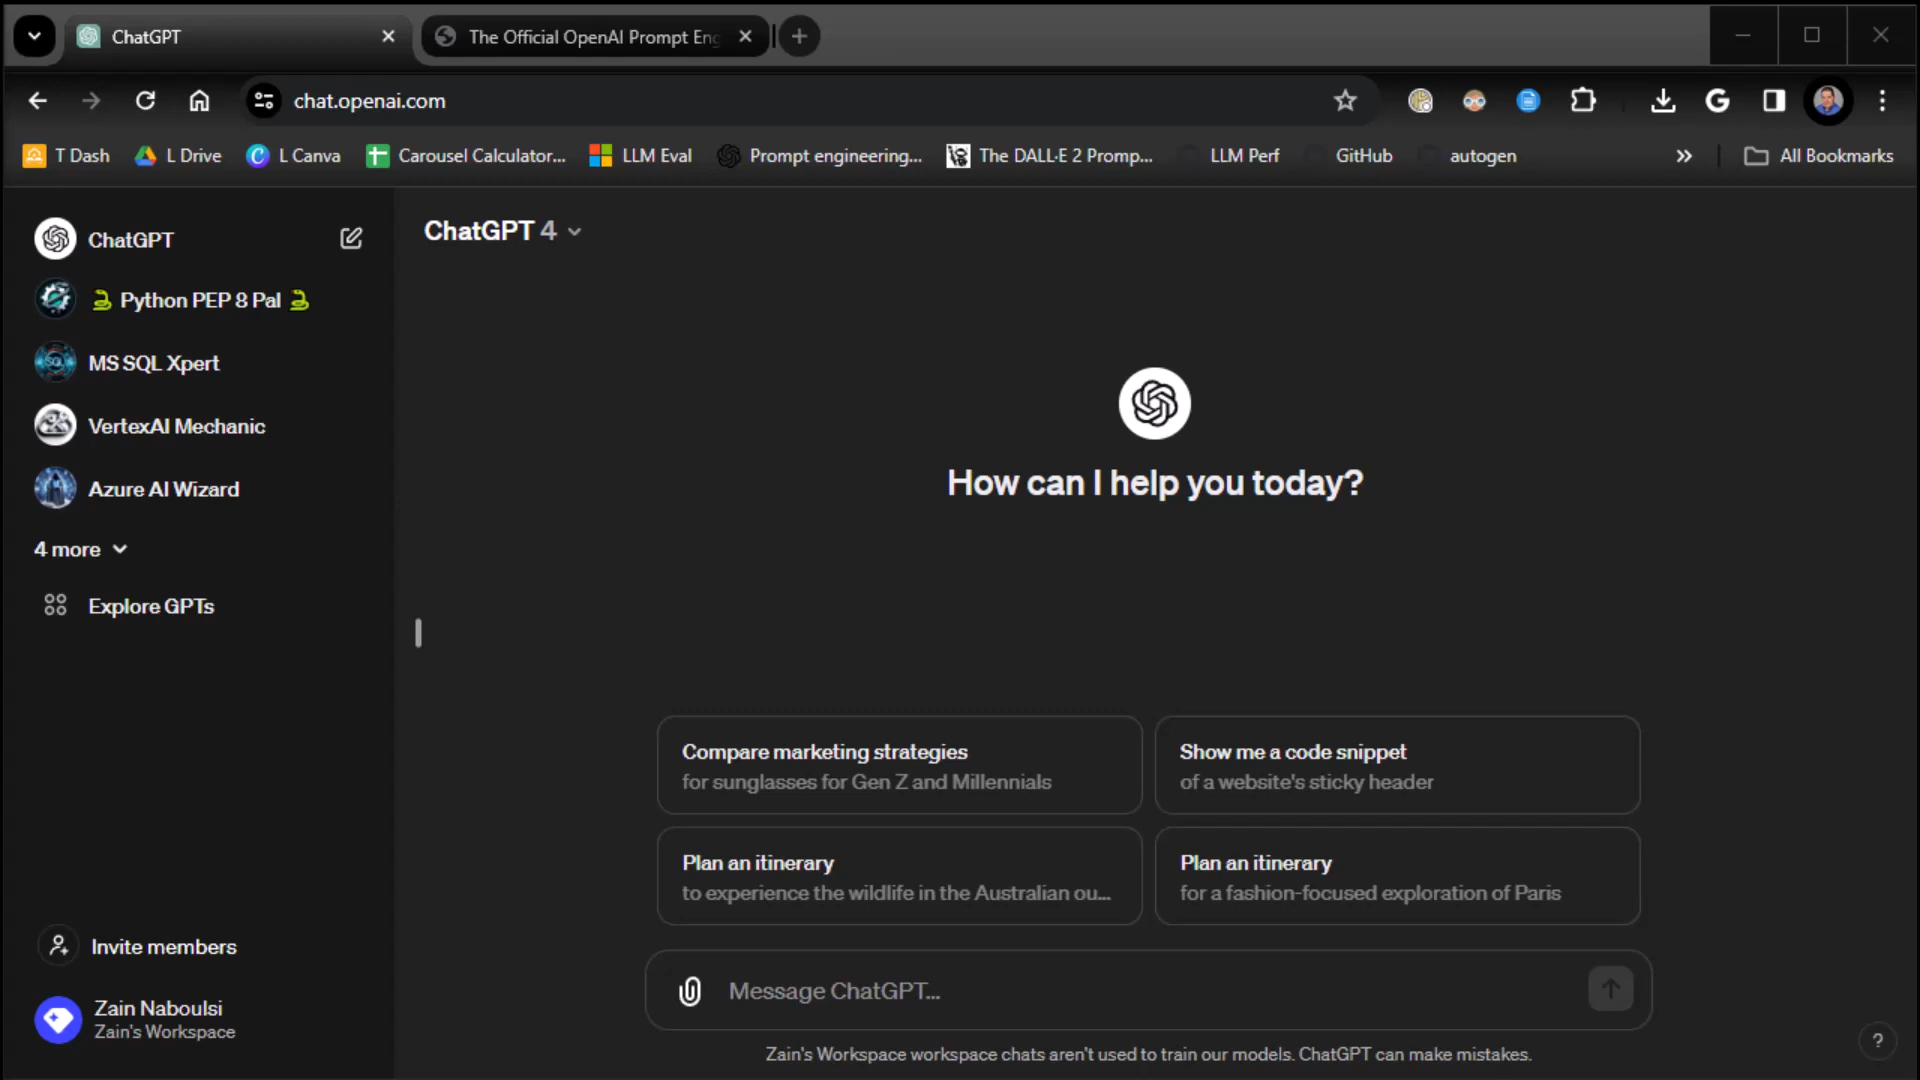 ChatGPT
The Official OpenAI Prompt Eng
chat.openai.com
T Dash
L Drive
L Canva
Carousel Calculator...
LLM Eval
Prompt engineering...
The DALL·E 2 Promp...
LLM Perf
GitHub
autogen
All Bookmarks
ChatGPT
Python PEP 8 Pal
MS SQL Xpert
VertexAI Mechanic
Azure AI Wizard
4 more
Explore GPTs
Invite members
Zain Naboulsi
Zain's Workspace
ChatGPT 4
How can I help you today?
Compare marketing strategies
for sunglasses for Gen Z and Millennials
Show me a code snippet
of a website's sticky header
Plan an itinerary
to experience the wildlife in the Australian ou...
Plan an itinerary
for a fashion-focused exploration of Paris
Message ChatGPT...
Zain's Workspace workspace chats aren't used to train our models. ChatGPT can make mistakes.
?